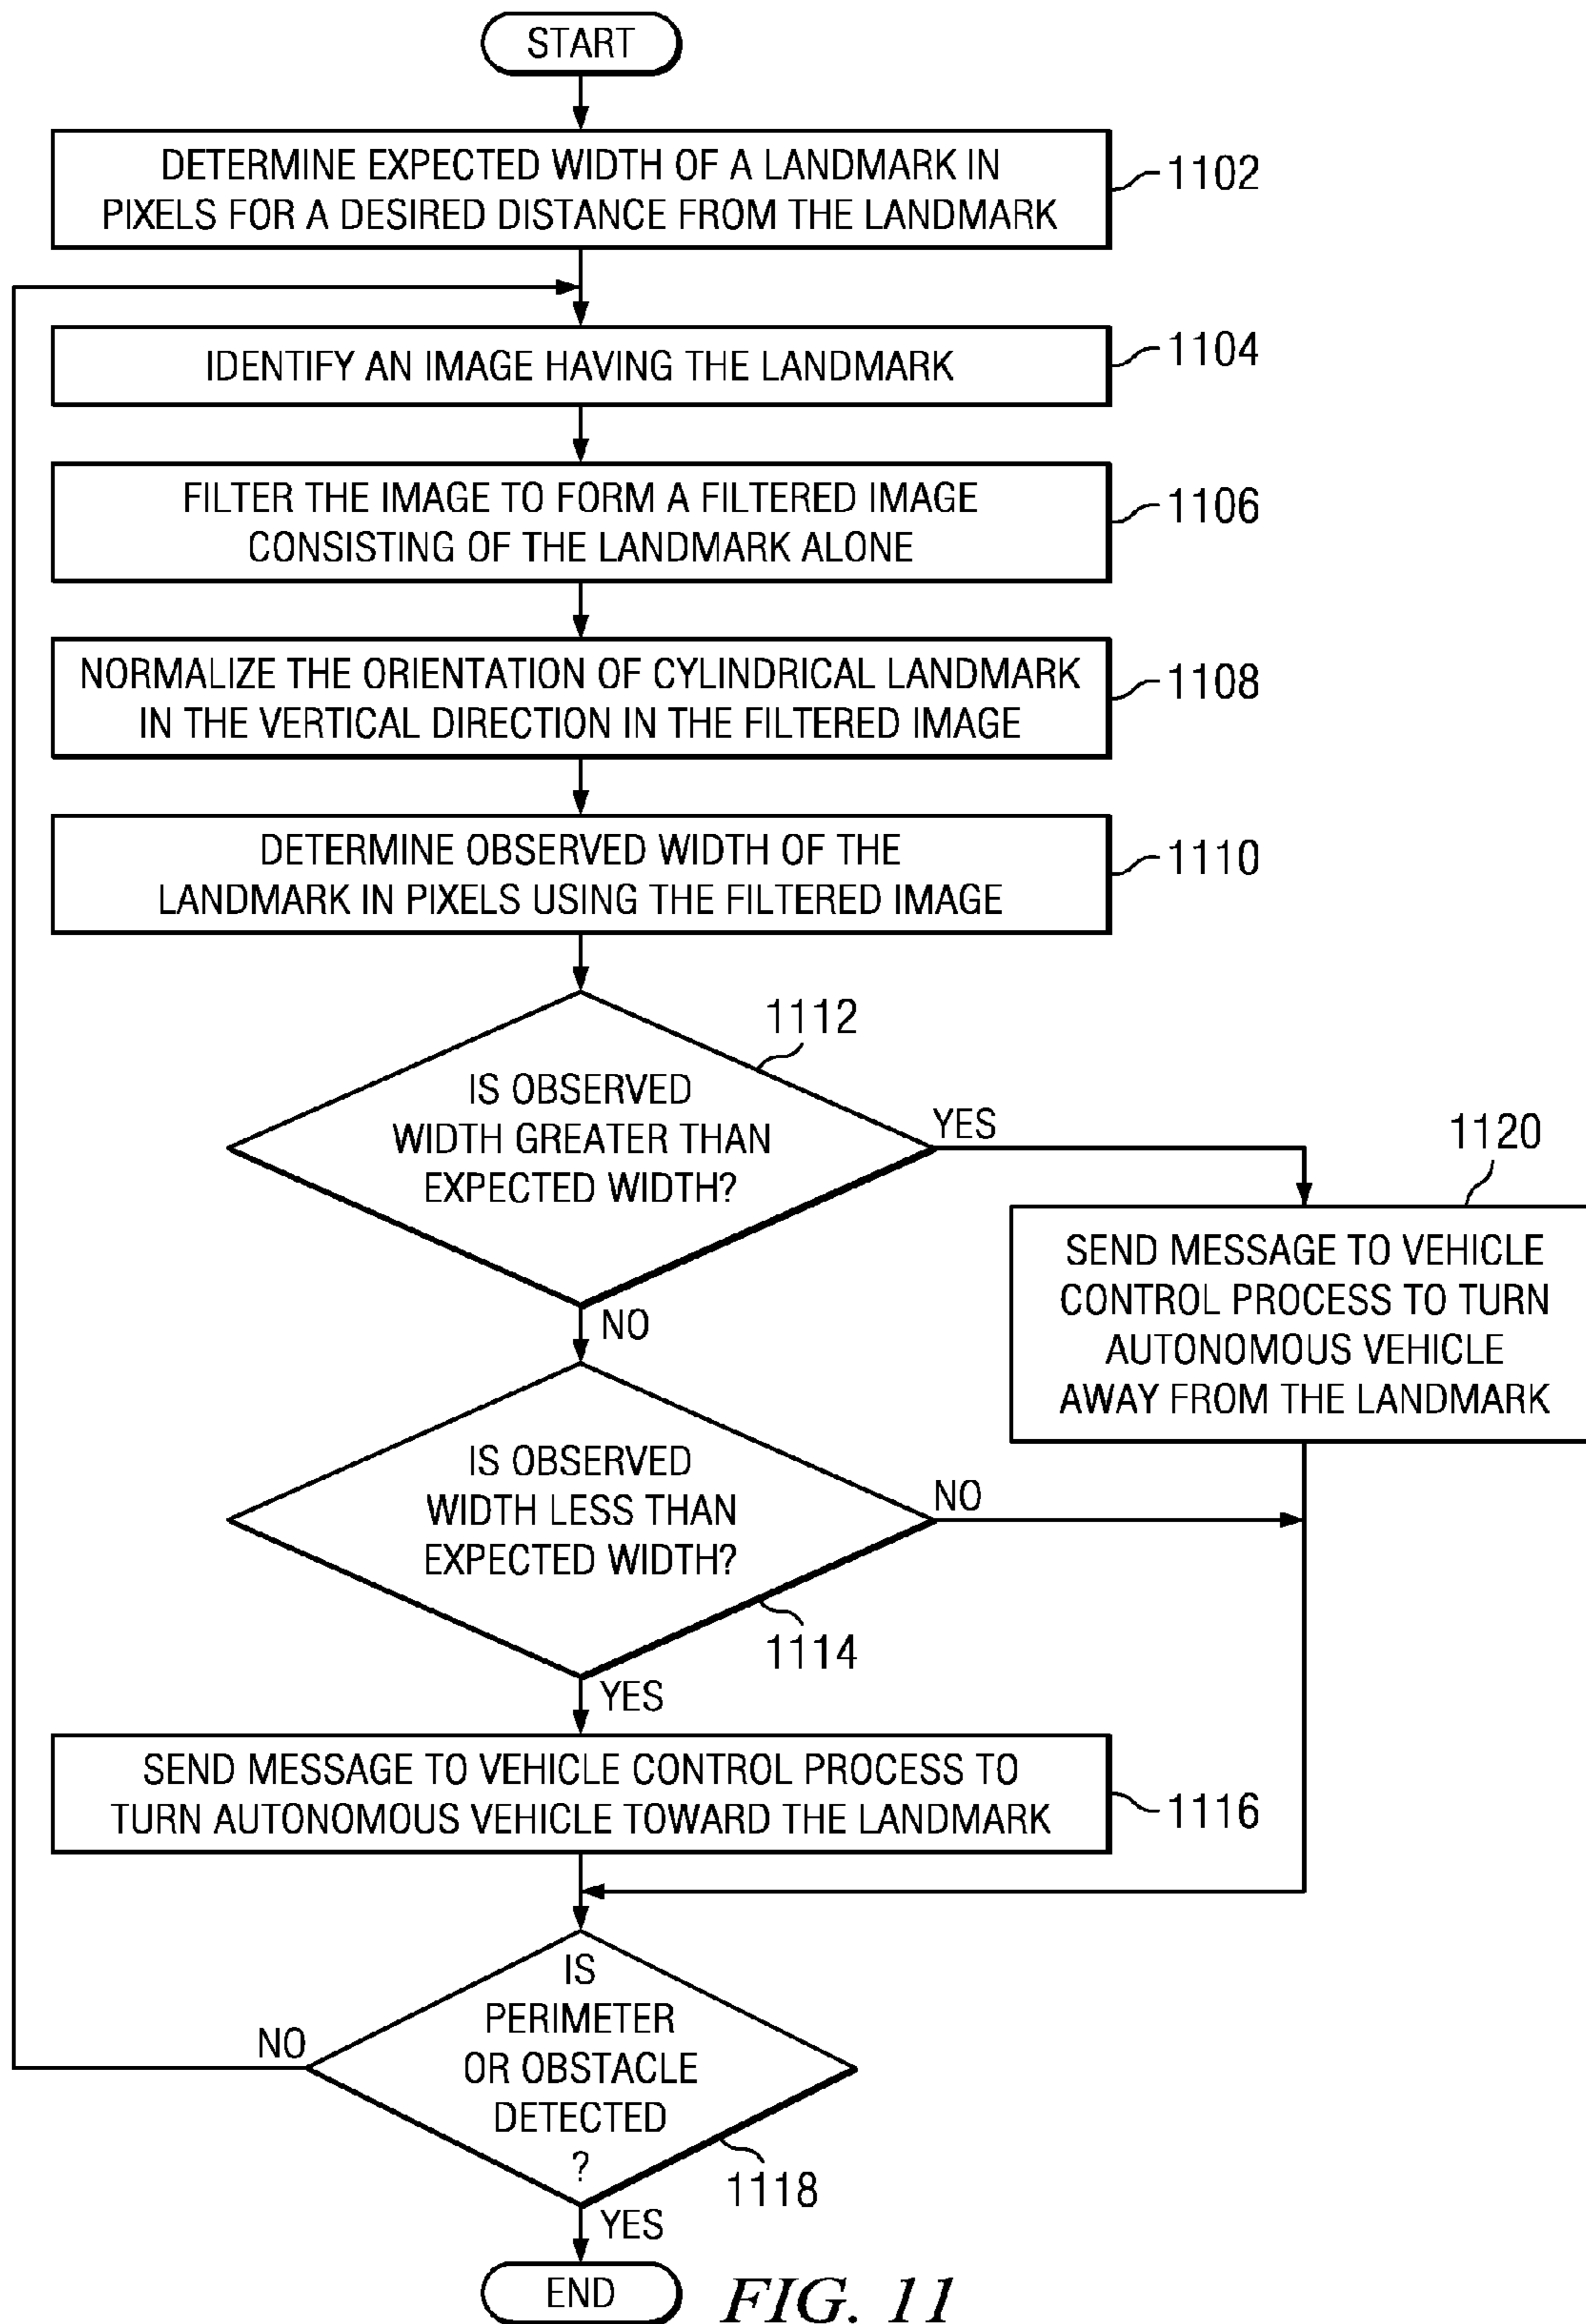 START
DETERMINE EXPECTED WIDTH OF A LANDMARK IN
PIXELS FOR A DESIRED DISTANCE FROM THE LANDMARK
1102
IDENTIFY AN IMAGE HAVING THE LANDMARK
1104
FILTER THE IMAGE TO FORM A FILTERED IMAGE
CONSISTING OF THE LANDMARK ALONE
1106
NORMALIZE THE ORIENTATION OF CYLINDRICAL LANDMARK
IN THE VERTICAL DIRECTION IN THE FILTERED IMAGE
1108
DETERMINE OBSERVED WIDTH OF THE
LANDMARK IN PIXELS USING THE FILTERED IMAGE
1110
1112
IS OBSERVED
WIDTH GREATER THAN
EXPECTED WIDTH?
YES
NO
1120
SEND MESSAGE TO VEHICLE
CONTROL PROCESS TO TURN
AUTONOMOUS VEHICLE
AWAY FROM THE LANDMARK
IS OBSERVED
WIDTH LESS THAN
EXPECTED WIDTH?
NO
1114
YES
SEND MESSAGE TO VEHICLE CONTROL PROCESS TO
TURN AUTONOMOUS VEHICLE TOWARD THE LANDMARK
1116
IS
PERIMETER
OR OBSTACLE
DETECTED
?
NO
1118
YES
END
FIG. 11